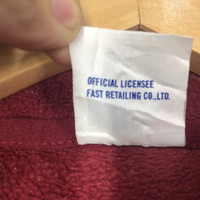 OFFICIAL LICENSEE
FAST RETAILING CO.,LTD.